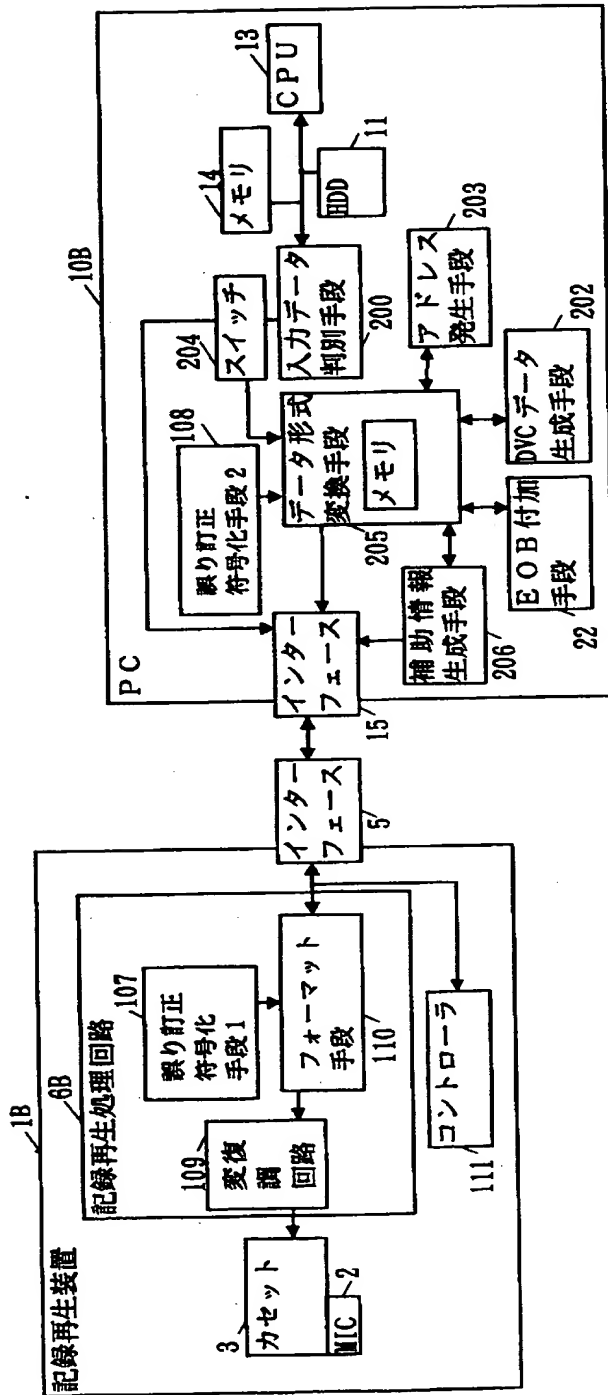 記録再生装置
1B
記録再生処理回路
6B
誤り訂正
符号化
手段1
107
フォーマット
手段
110
変復
調
回路
109
カセット
3
MIC
2
コントローラ
111
インター
フェース
5
PC
10B
インター
フェース
15
誤り訂正
符号化手段2
108
スイッチ
204
メモリ
14
CPU
13
HDD
11
入力データ
判別手段
200
データ形式
変換手段
メモリ
205
アドレス
発生手段
203
補助情報
生成手段
206
EOB付加
手段
22
DVCデータ
生成手段
202